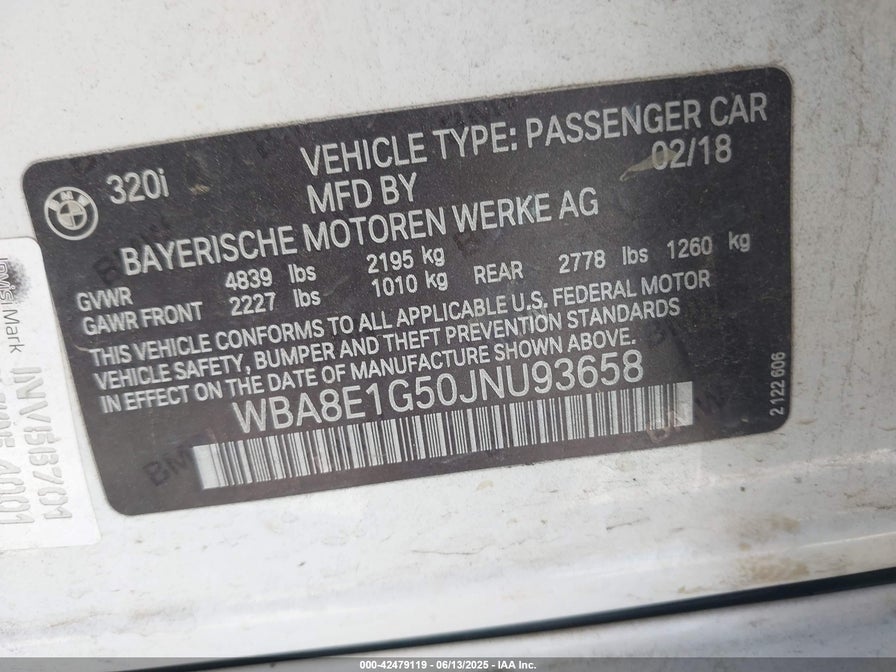 320i
VEHICLE TYPE: PASSENGER CAR
MFD BY
02/18
BAYERISCHE MOTOREN WERKE AG
GVWR 4839 lbs 2195 kg
GAWR FRONT 2227 lbs 1010 kg REAR 2778 lbs 1260 kg
THIS VEHICLE CONFORMS TO ALL APPLICABLE U.S. FEDERAL MOTOR
VEHICLE SAFETY, BUMPER AND THEFT PREVENTION STANDARDS
IN EFFECT ON THE DATE OF MANUFACTURE SHOWN ABOVE.
WBA8E1G50JNU93658
2 122 606
BMW
Mark
000-42479119 | 06/13/2025 | IAA Inc.